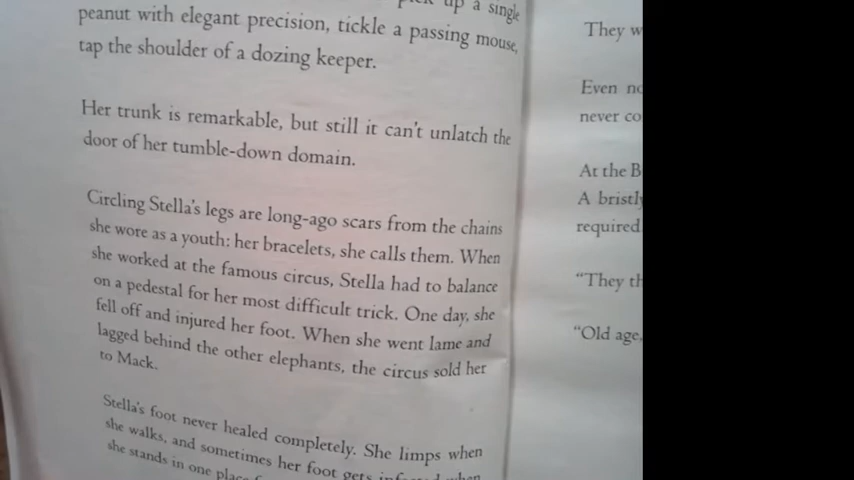 up a single
peanut with elegant precision, tickle a passing mouse,
tap the shoulder of a dozing keeper.
Her trunk is remarkable, but still it can't unlatch the
door of her tumble-down domain.
Circling Stella's legs are long-ago scars from the chains
she wore as a youth: her bracelets, she calls them. When
she worked at the famous circus, Stella had to balance
on a pedestal for her most difficult trick. One day, she
fell off and injured her foot. When she went lame and
lagged behind the other elephants, the circus sold her
to Mack.
Stella's foot never healed completely. She limps when
she walks, and sometimes her foot gets
she stands in one
They w
Even no
never co
At the B
A bristly
required
"They th
"Old age,